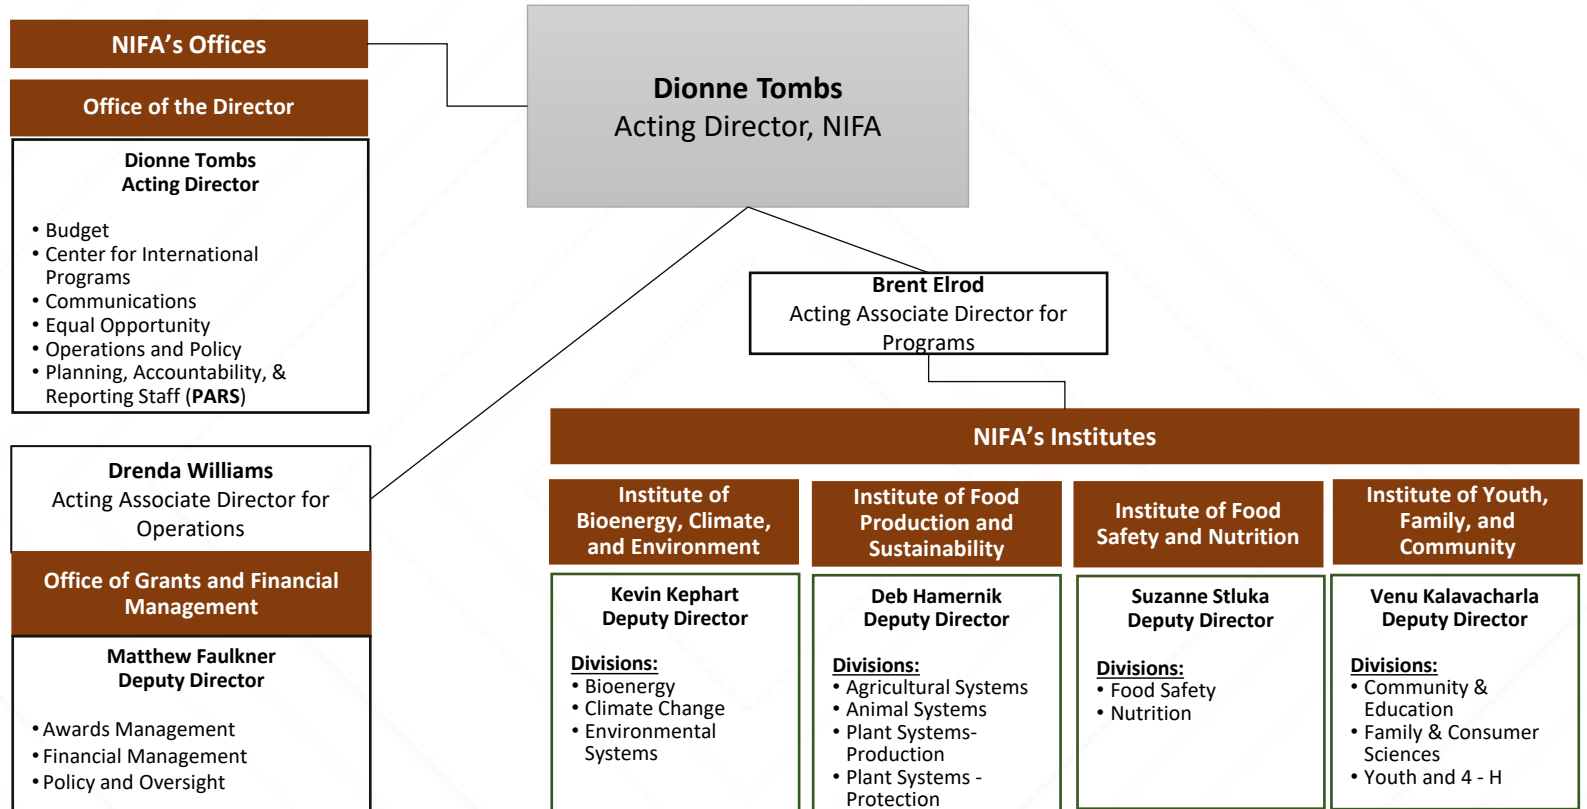 NIFA's Offices
Office of the Director
Dionne Tombs
Acting Director
• Budget
• Center for International
Programs
• Communications
• Equal Opportunity
• Operations and Policy
• Planning, Accountability, &
Reporting Staff (PARS)
Dionne Tombs
Acting Director, NIFA
Brent Elrod
Acting Associate Director for
Programs
Drenda Williams
Acting Associate Director for
Operations
Office of Grants and Financial
Management
Matthew Faulkner
Deputy Director
• Awards Management
• Financial Management
• Policy and Oversight
NIFA's Institutes
Institute of
Bioenergy, Climate,
and Environment
Kevin Kephart
Deputy Director
Divisions:
• Bioenergy
• Climate Change
• Environmental
Systems
Institute of Food
Production and
Sustainability
Deb Hamernik
Deputy Director
Divisions:
• Agricultural Systems
• Animal Systems
• Plant Systems-
Production
• Plant Systems -
Protection
Institute of Food
Safety and Nutrition
Suzanne Stluka
Deputy Director
Divisions:
• Food Safety
• Nutrition
Institute of Youth,
Family, and
Community
Venu Kalavacharla
Deputy Director
Divisions:
• Community &
Education
• Family & Consumer
Sciences
• Youth and 4 - H